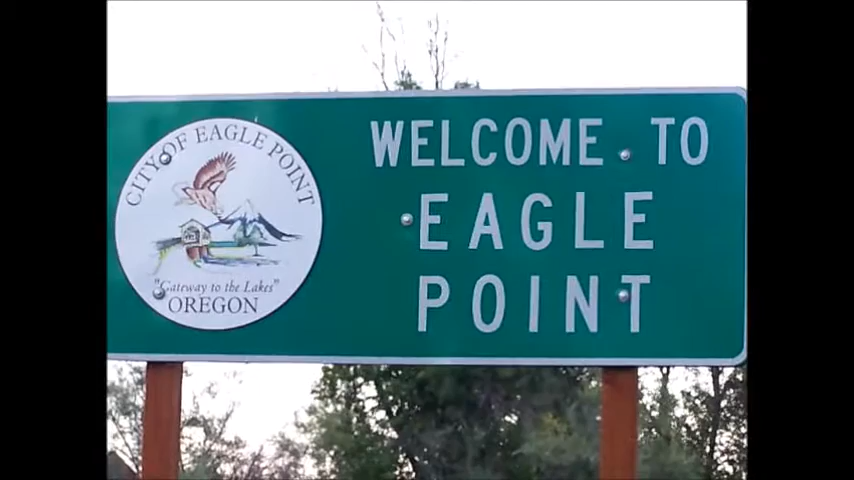 CITY OF EAGLE POINT
"Gateway to the Lakes"
OREGON
WELCOME TO
EAGLE
POINT